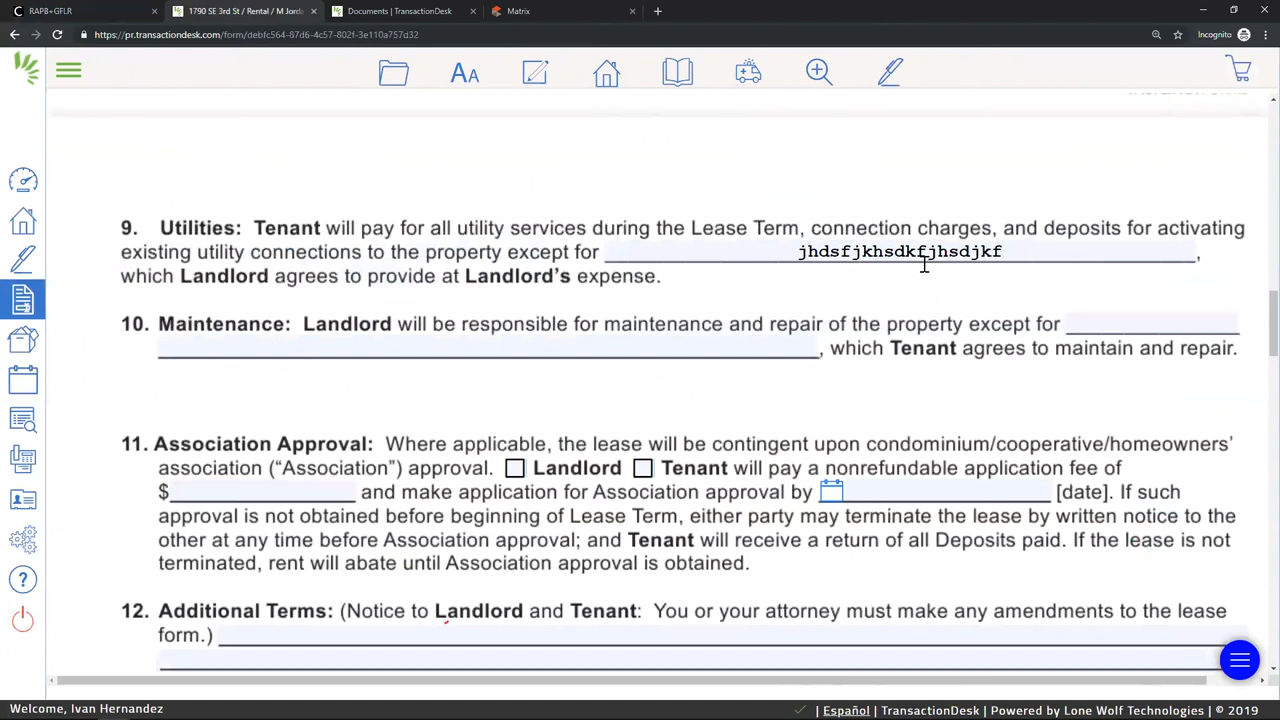 RAPB+GFLR
1790 SE 3rd St / Rental / M Jorda
Documents | TransactionDesk
Matrix
https://pr.transactiondesk.com/form/debfc564-87d6-4c57-802f-3e110a757d32
Incognito
9. Utilities: Tenant will pay for all utility services during the Lease Term, connection charges, and deposits for activating
existing utility connections to the property except for jhdsfjkhsdkfjhsdjkf,
which Landlord agrees to provide at Landlord's expense.
10. Maintenance: Landlord will be responsible for maintenance and repair of the property except for
, which Tenant agrees to maintain and repair.
11. Association Approval: Where applicable, the lease will be contingent upon condominium/cooperative/homeowners'
association ("Association") approval. Landlord Tenant will pay a nonrefundable application fee of
$ and make application for Association approval by [date]. If such
approval is not obtained before beginning of Lease Term, either party may terminate the lease by written notice to the
other at any time before Association approval; and Tenant will receive a return of all Deposits paid. If the lease is not
terminated, rent will abate until Association approval is obtained.
12. Additional Terms: (Notice to Landlord and Tenant: You or your attorney must make any amendments to the lease
form.)
Welcome, Ivan Hernandez
| Español | TransactionDesk | Powered by Lone Wolf Technologies | © 2019